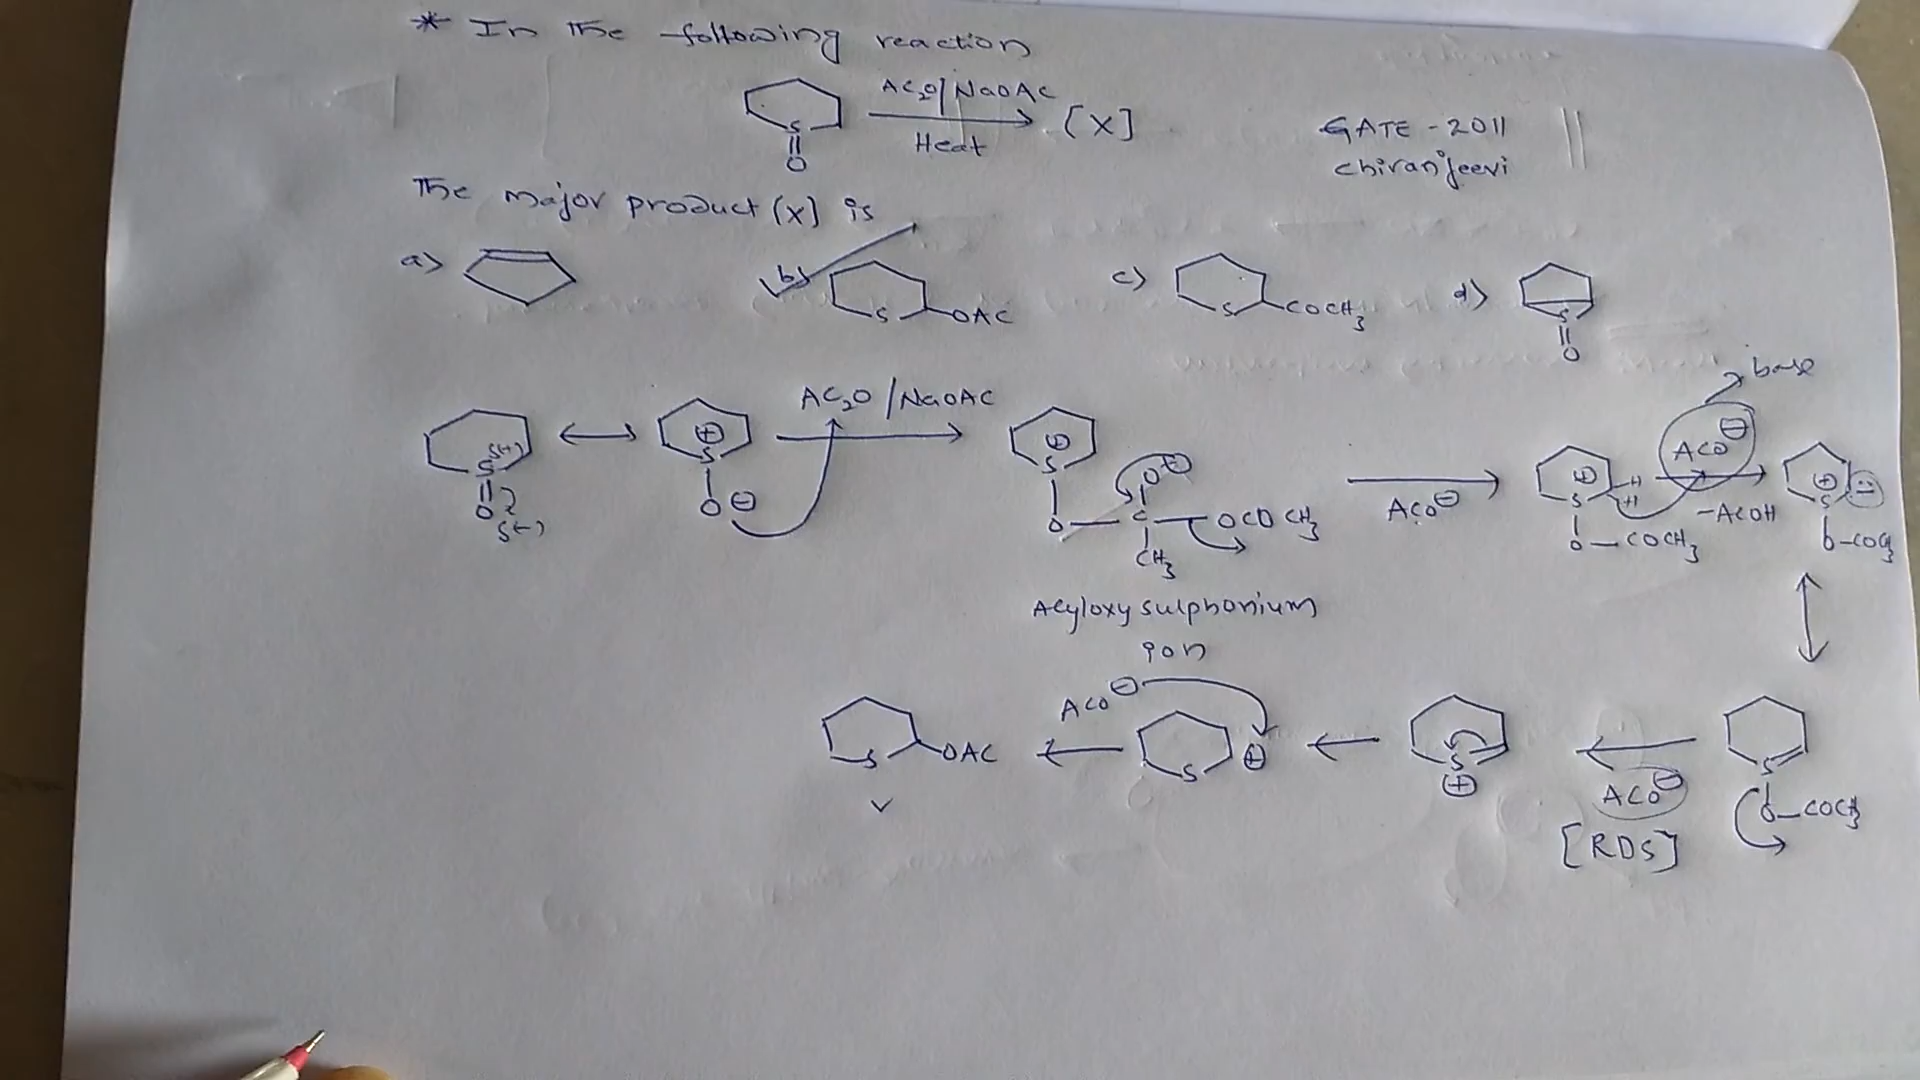 * In The following reaction
AC₂O/NaOAC
Heat
[X]
S
O
GATE - 2011
chiranjeevi
The major product (X) is
a)
b)
S
OAC
c)
S
COCH₃
d)
S
O
S(+)
S
O
S(-)
⊕
S
O⊖
AC₂O/NaOAC
⊕
S
O
C
O⊖
OCOCH₃
CH₃
Acyloxy sulphonium
ion
ACO⊖
⊕
S
H
H
O-COCH₃
ACO⊖
base
-ACOH
⊕
S
O-COCH₃
S
O-COCH₃
ACO⊖
[RDS]
S
⊕
S
⊕
ACO⊖
S
OAC